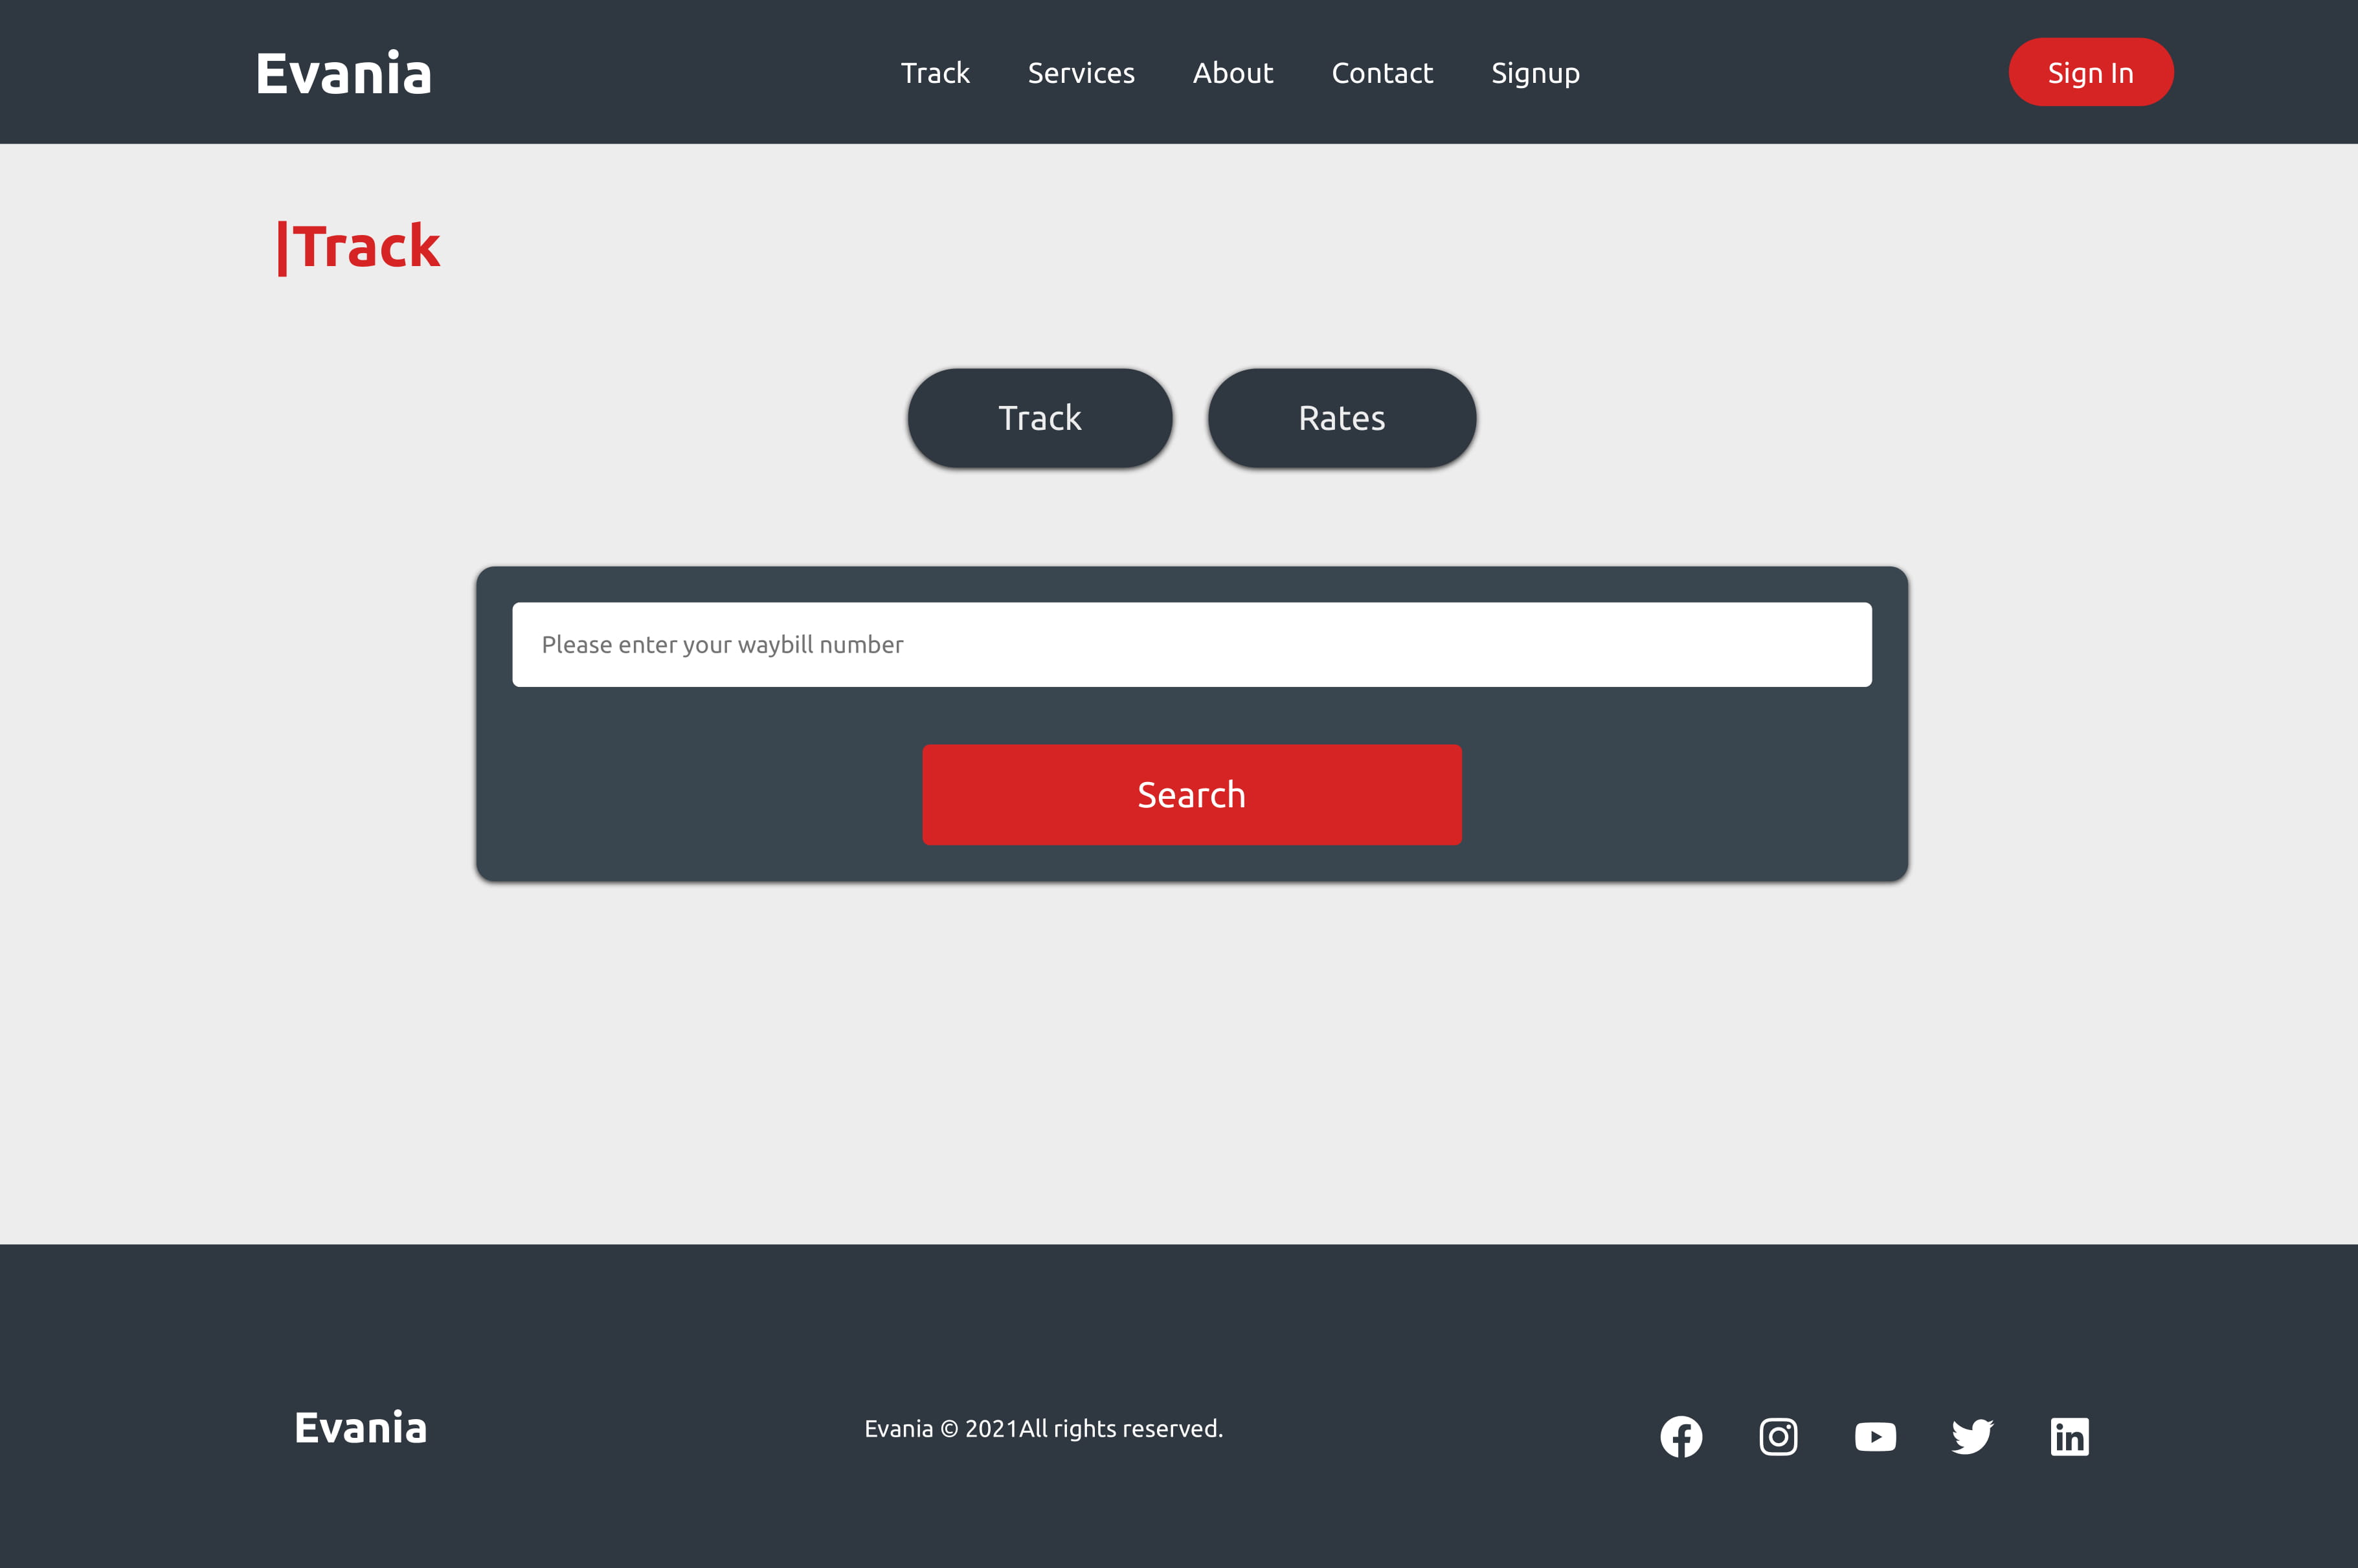 Evania
Track Services About Contact Signup
Sign In
|Track
Track
Rates
Please enter your waybill number
Search
Evania
Evania © 2021All rights reserved.